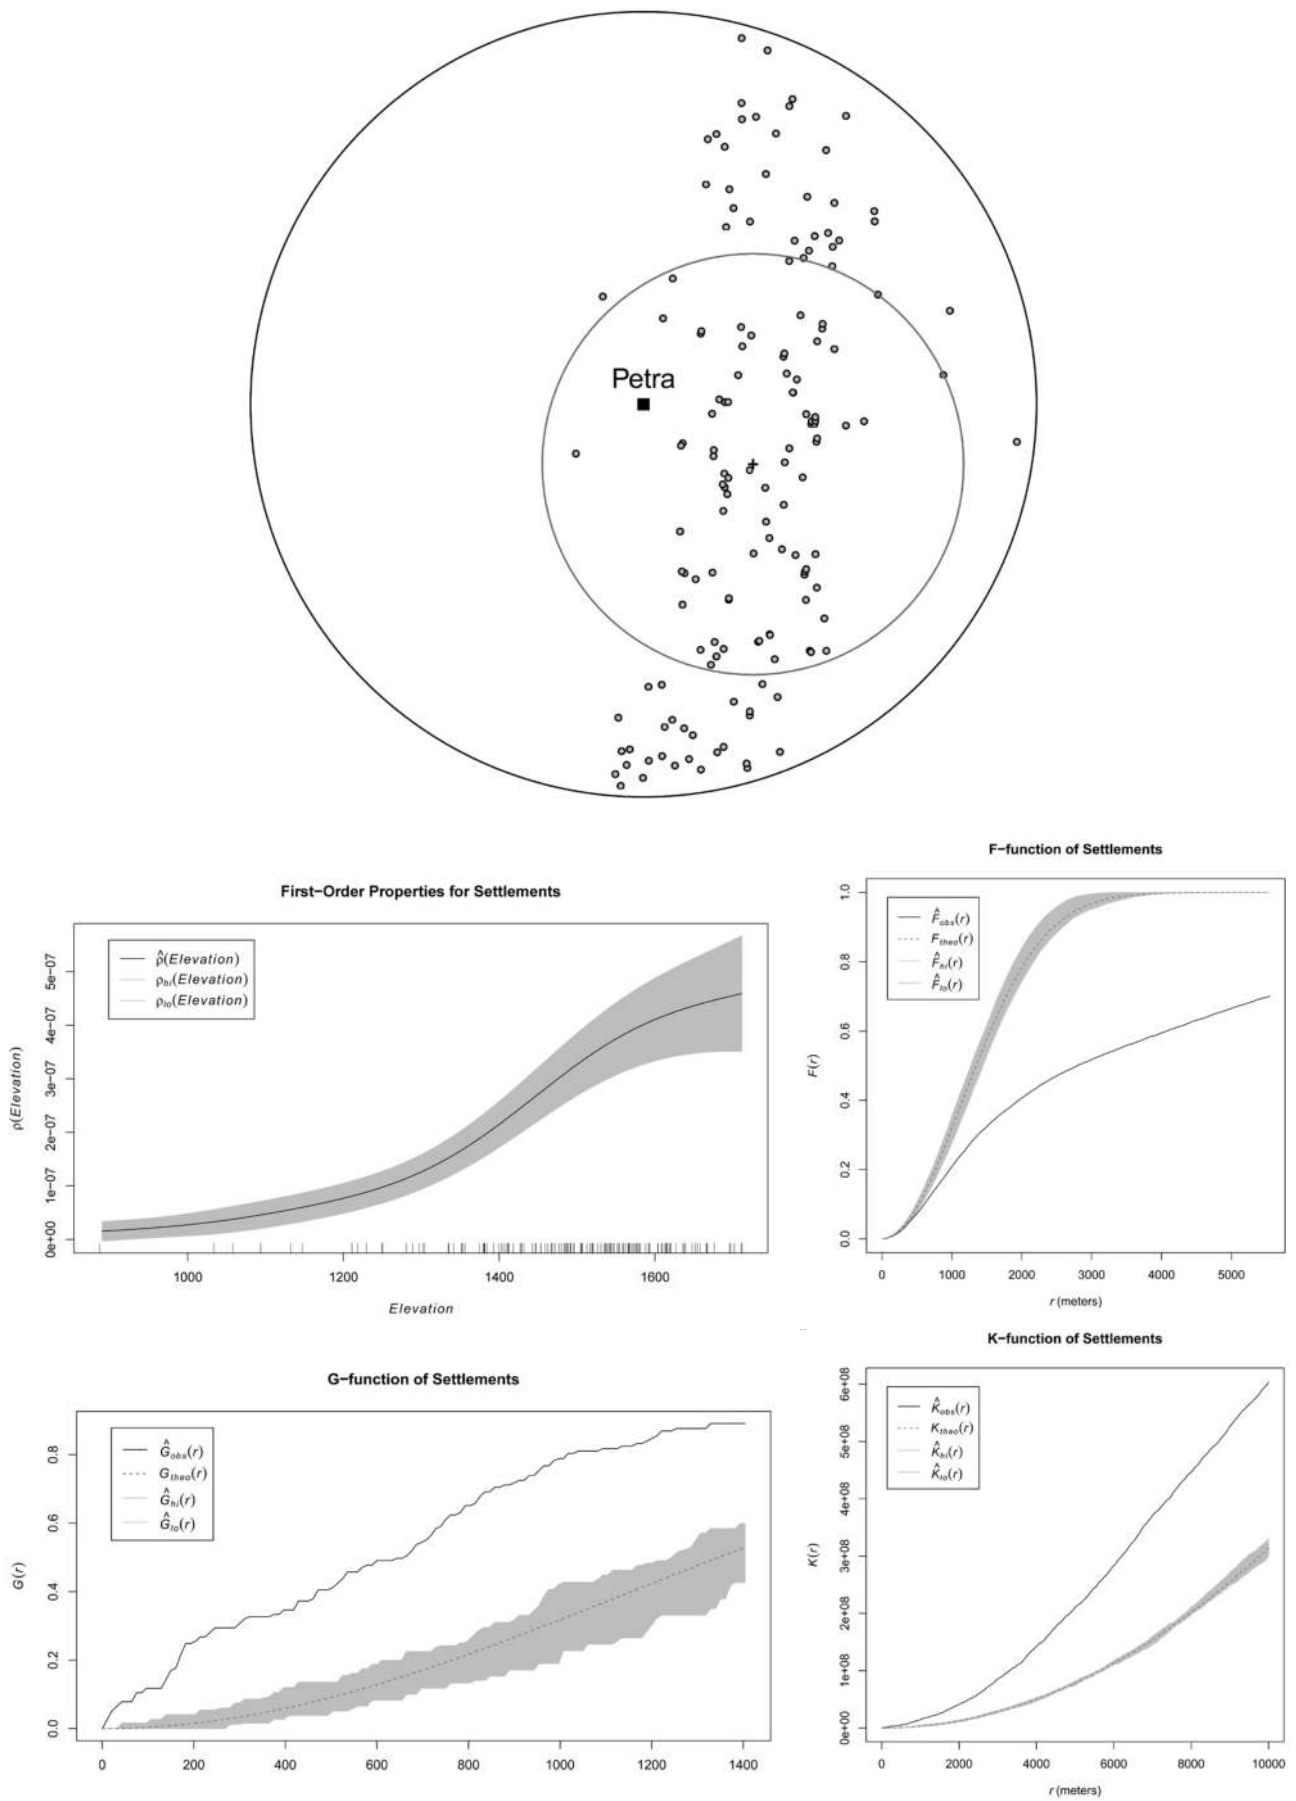 Petra
F−function of Settlements
F̂obs(r)
Ftheo(r)
F̂hi(r)
F̂lo(r)
F(r)
0.0 0.2 0.4 0.6 0.8 1.0
0 1000 2000 3000 4000 5000
r (meters)
First−Order Properties for Settlements
ρ̂(Elevation)
ρhi(Elevation)
ρlo(Elevation)
ρ(Elevation)
0e+00 1e−07 2e−07 3e−07 4e−07 5e−07
1000 1200 1400 1600
Elevation
K−function of Settlements
K̂obs(r)
Ktheo(r)
K̂hi(r)
K̂lo(r)
K(r)
0e+00 1e+08 2e+08 3e+08 4e+08 5e+08 6e+08
0 2000 4000 6000 8000 10000
r (meters)
G−function of Settlements
Ĝobs(r)
Gtheo(r)
Ĝhi(r)
Ĝlo(r)
G(r)
0.0 0.2 0.4 0.6 0.8
0 200 400 600 800 1000 1200 1400